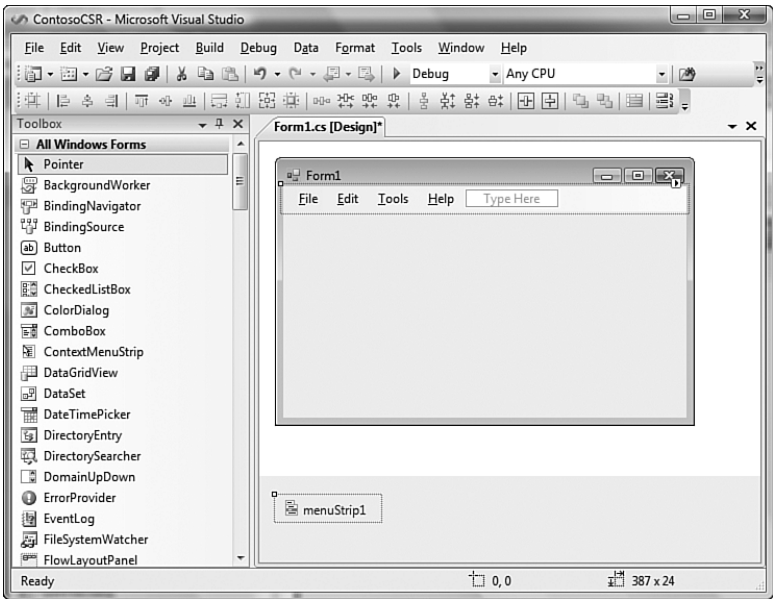 ContosoCSR - Microsoft Visual Studio
File Edit View Project Build Debug Data Format Tools Window Help
Debug Any CPU
Toolbox
Form1.cs [Design]*
All Windows Forms
Pointer
BackgroundWorker
BindingNavigator
BindingSource
ab Button
CheckBox
CheckedListBox
ColorDialog
ComboBox
ContextMenuStrip
DataGridView
DataSet
DateTimePicker
DirectoryEntry
DirectorySearcher
DomainUpDown
ErrorProvider
EventLog
FileSystemWatcher
FlowLayoutPanel
Form1
File Edit Tools Help Type Here
menuStrip1
Ready 0, 0 387 x 24